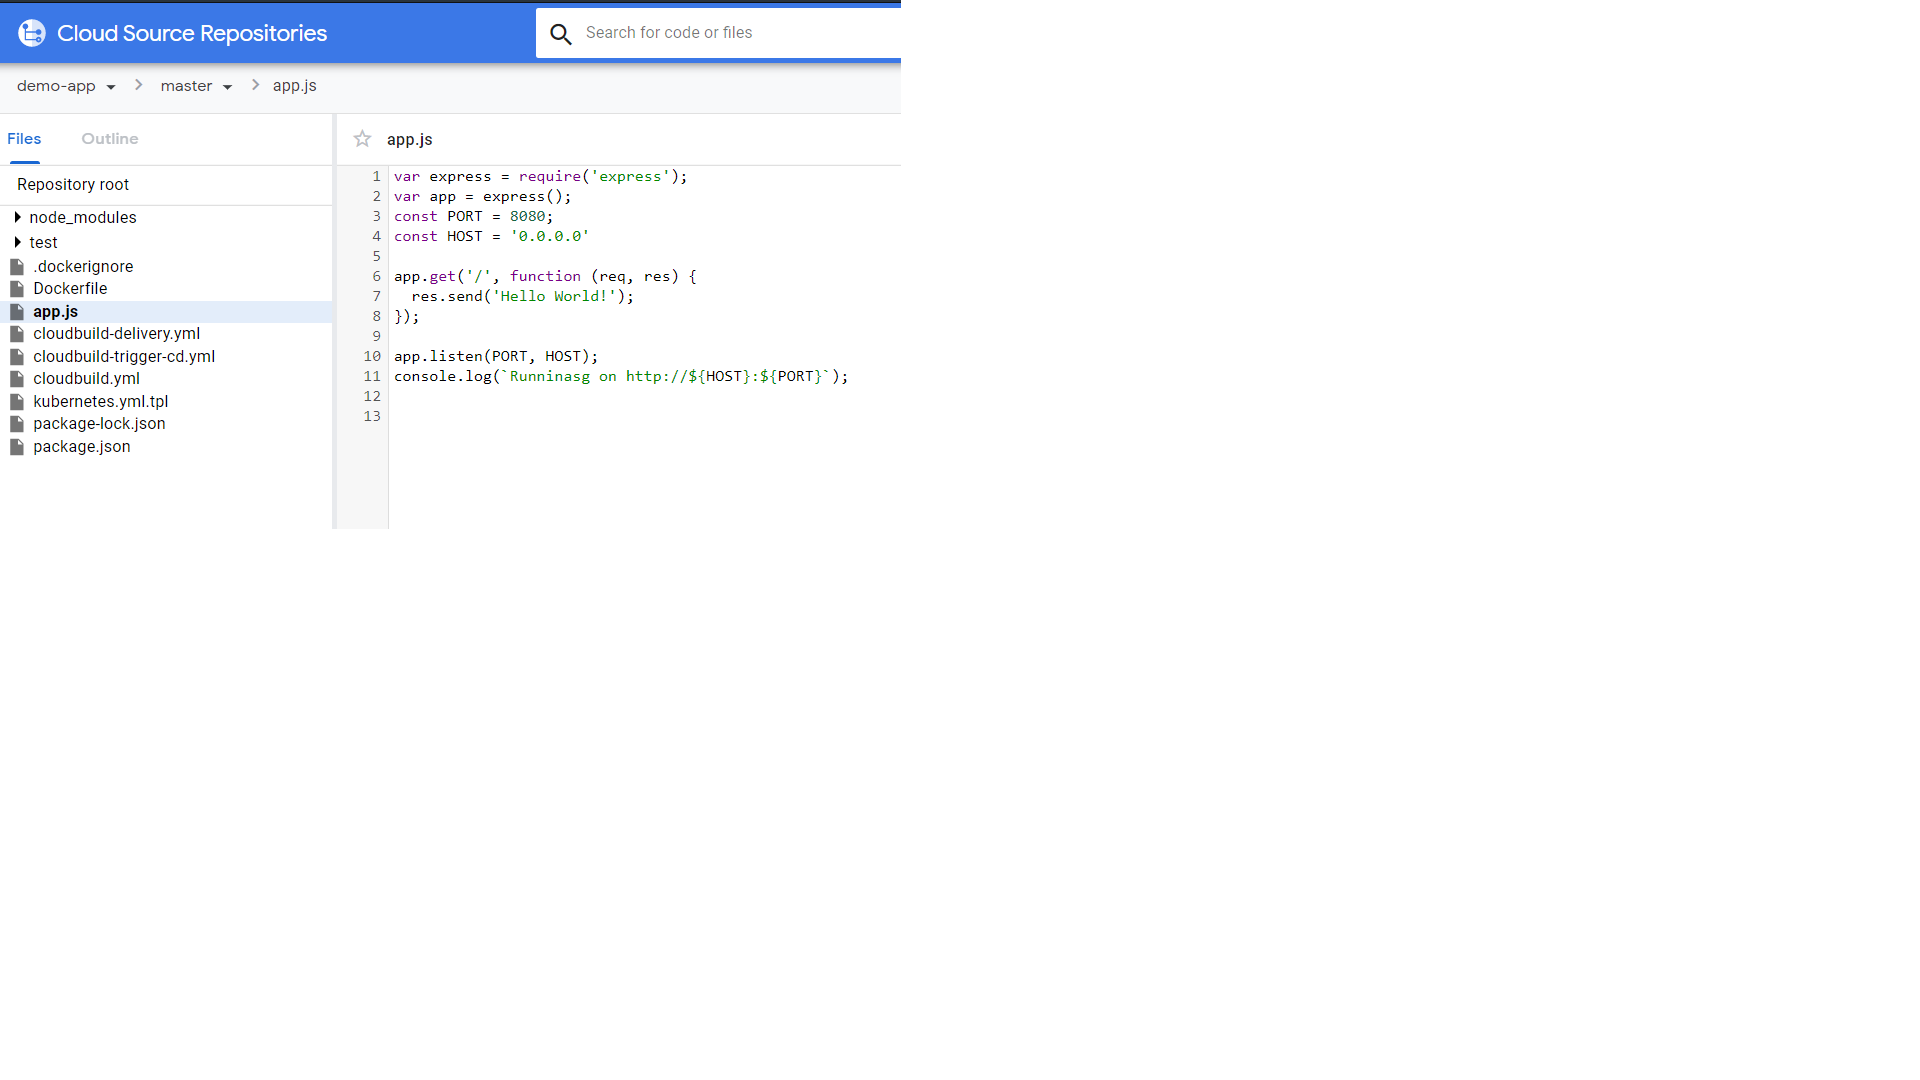 Cloud Source Repositories
Search for code or files
demo-app > master > app.js
Files Outline
Repository root
node_modules
test
.dockerignore
Dockerfile
app.js
cloudbuild-delivery.yml
cloudbuild-trigger-cd.yml
cloudbuild.yml
kubernetes.yml.tpl
package-lock.json
package.json
app.js
1 var express = require('express');
2 var app = express();
3 const PORT = 8080;
4 const HOST = '0.0.0.0'
5
6 app.get('/', function (req, res) {
7   res.send('Hello World!');
8 });
9
10 app.listen(PORT, HOST);
11 console.log(`Runninasg on http://${HOST}:${PORT}`);
12
13